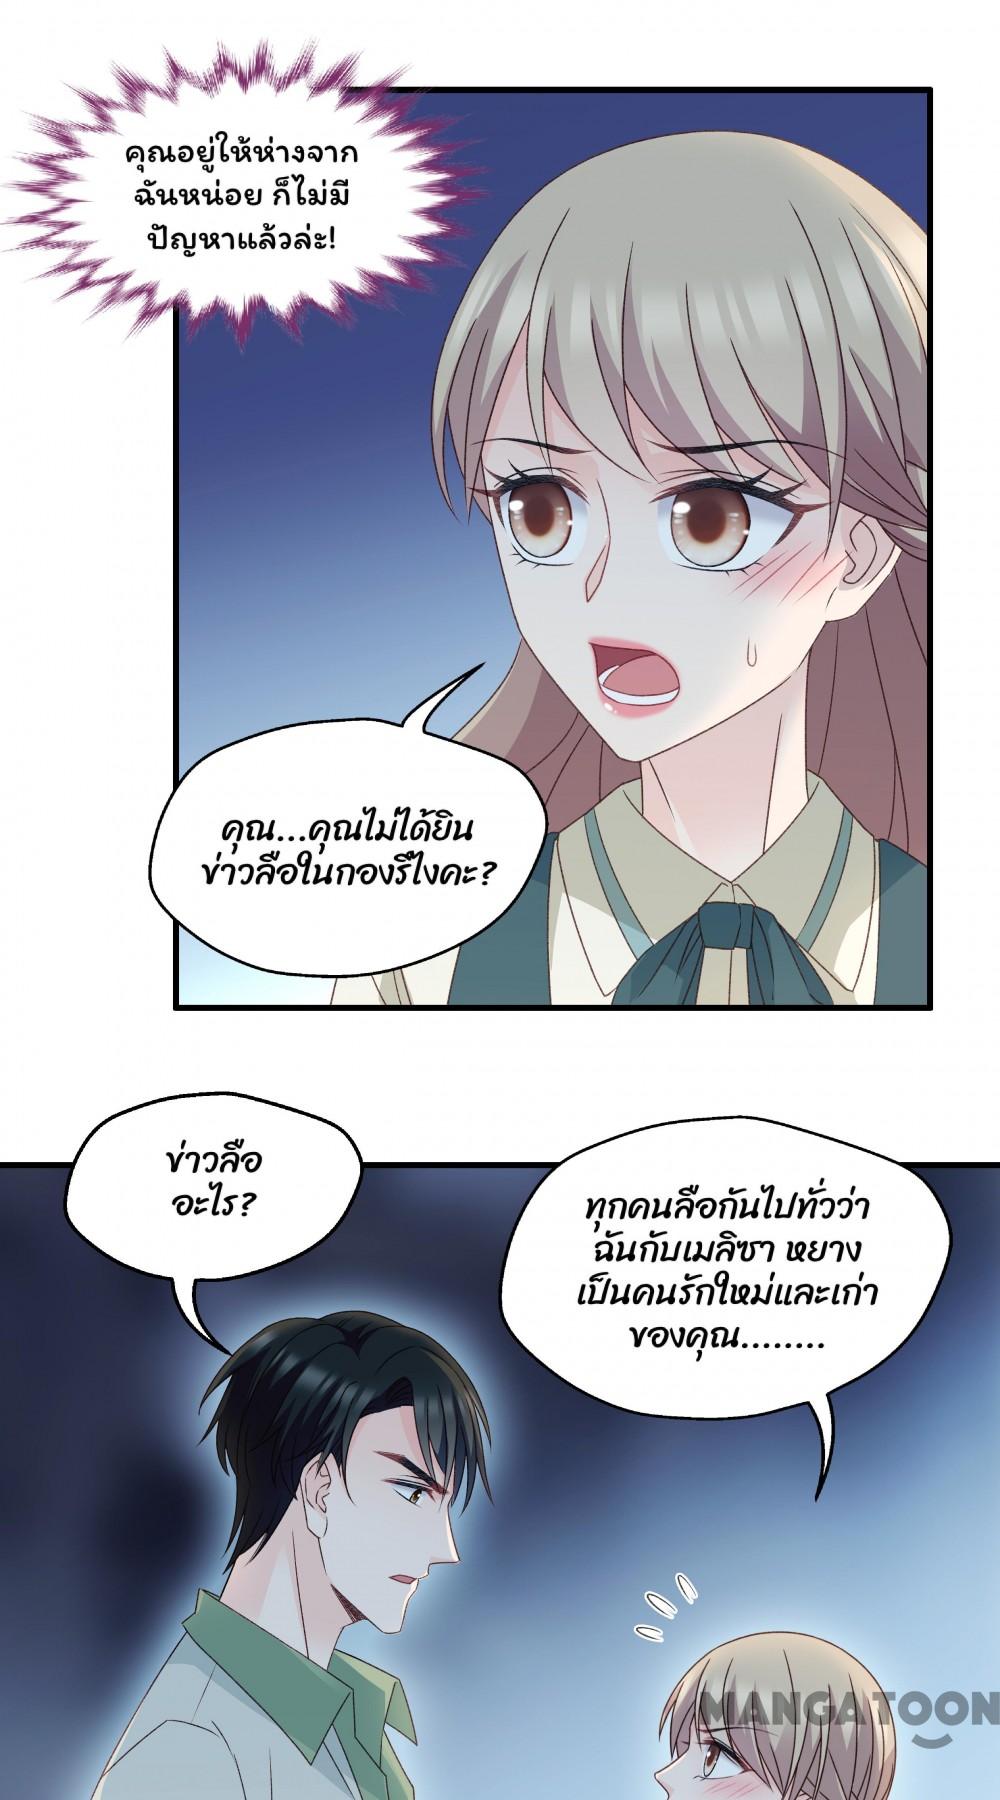 คุณอยู่ให้ห่างจาก
ฉันหน่อย ก็ไม่มี
ปัญหาแล้วล่ะ!
คุณ...คุณไม่ได้ยิน
ข่าวลือในกองรึไงคะ?
ข่าวลือ
อะไร?
ทุกคนลือกันไปทั่วว่า
ฉันกับเมลิซา หยาง
เป็นคนรักใหม่และเก่า
ของคุณ........
MANGATOON